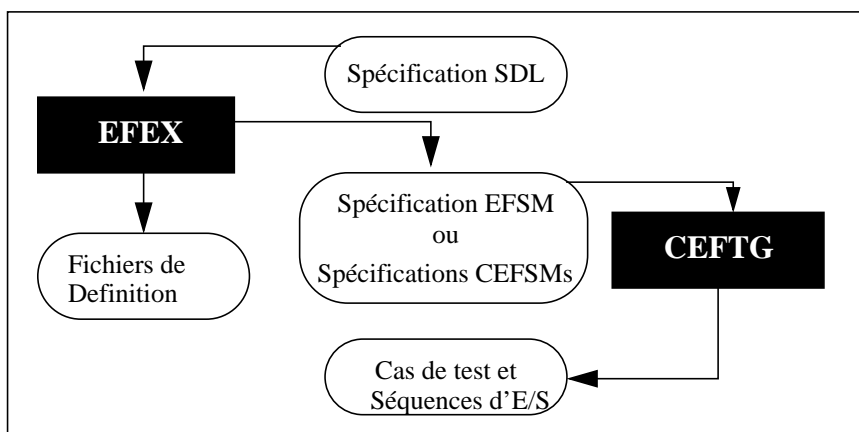 Spécification SDL
EFEX
Spécification EFSM
ou
Spécifications CEFSMs
CEFTG
Fichiers de
Definition
Cas de test et
Séquences d’E/S